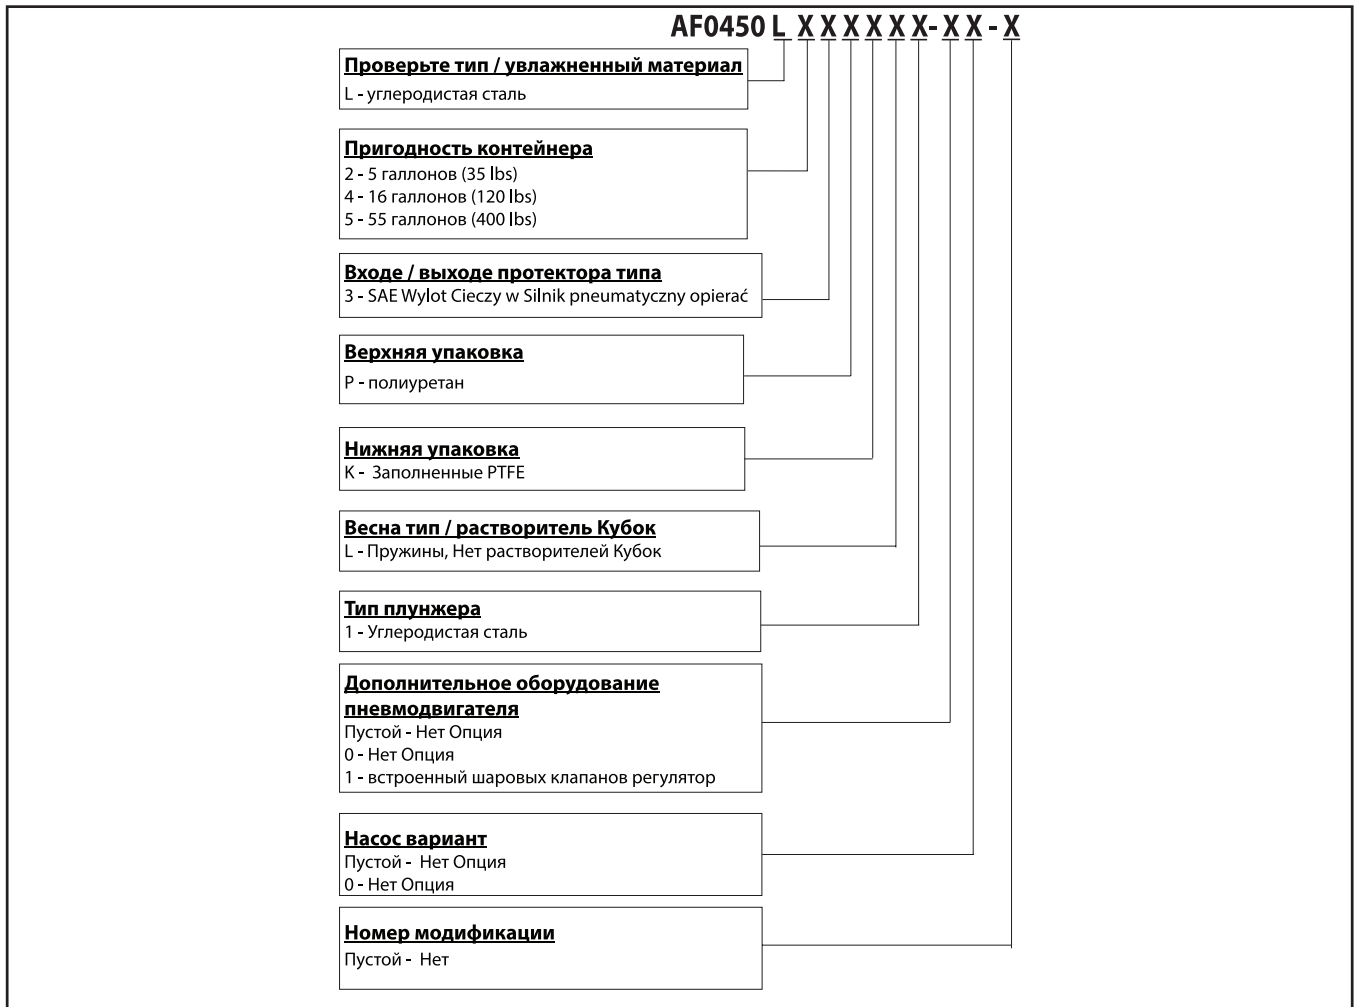 AF0450 L X X X X X X - X X - X
Проверьте тип / увлажненный материал
L - углеродистая сталь
Пригодность контейнера
2 - 5 галлонов (35 lbs)
4 - 16 галлонов (120 lbs)
5 - 55 галлонов (400 lbs)
Входе / выходе протектора типа
3 - SAE Wylot Cieczy w Silnik pneumatyczny opierać
Верхняя упаковка
P - полиуретан
Нижняя упаковка
K - Заполненные PTFE
Весна тип / растворитель Кубок
L - Пружины, Нет растворителей Кубок
Тип плунжера
1 - Углеродистая сталь
Дополнительное оборудование
пневмодвигателя
Пустой - Нет Опция
0 - Нет Опция
1 - встроенный шаровых клапанов регулятор
Насос вариант
Пустой - Нет Опция
0 - Нет Опция
Номер модификации
Пустой - Нет